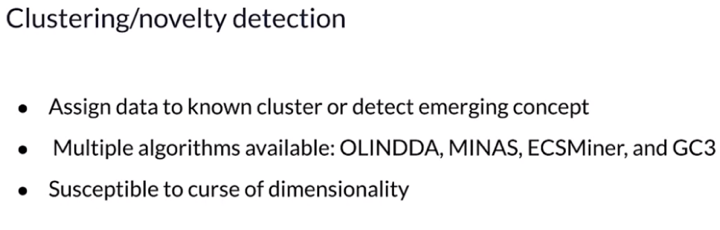 Clustering/novelty detection
● Assign data to known cluster or detect emerging concept
● Multiple algorithms available: OLINDDA, MINAS, ECSMiner, and GC3
● Susceptible to curse of dimensionality